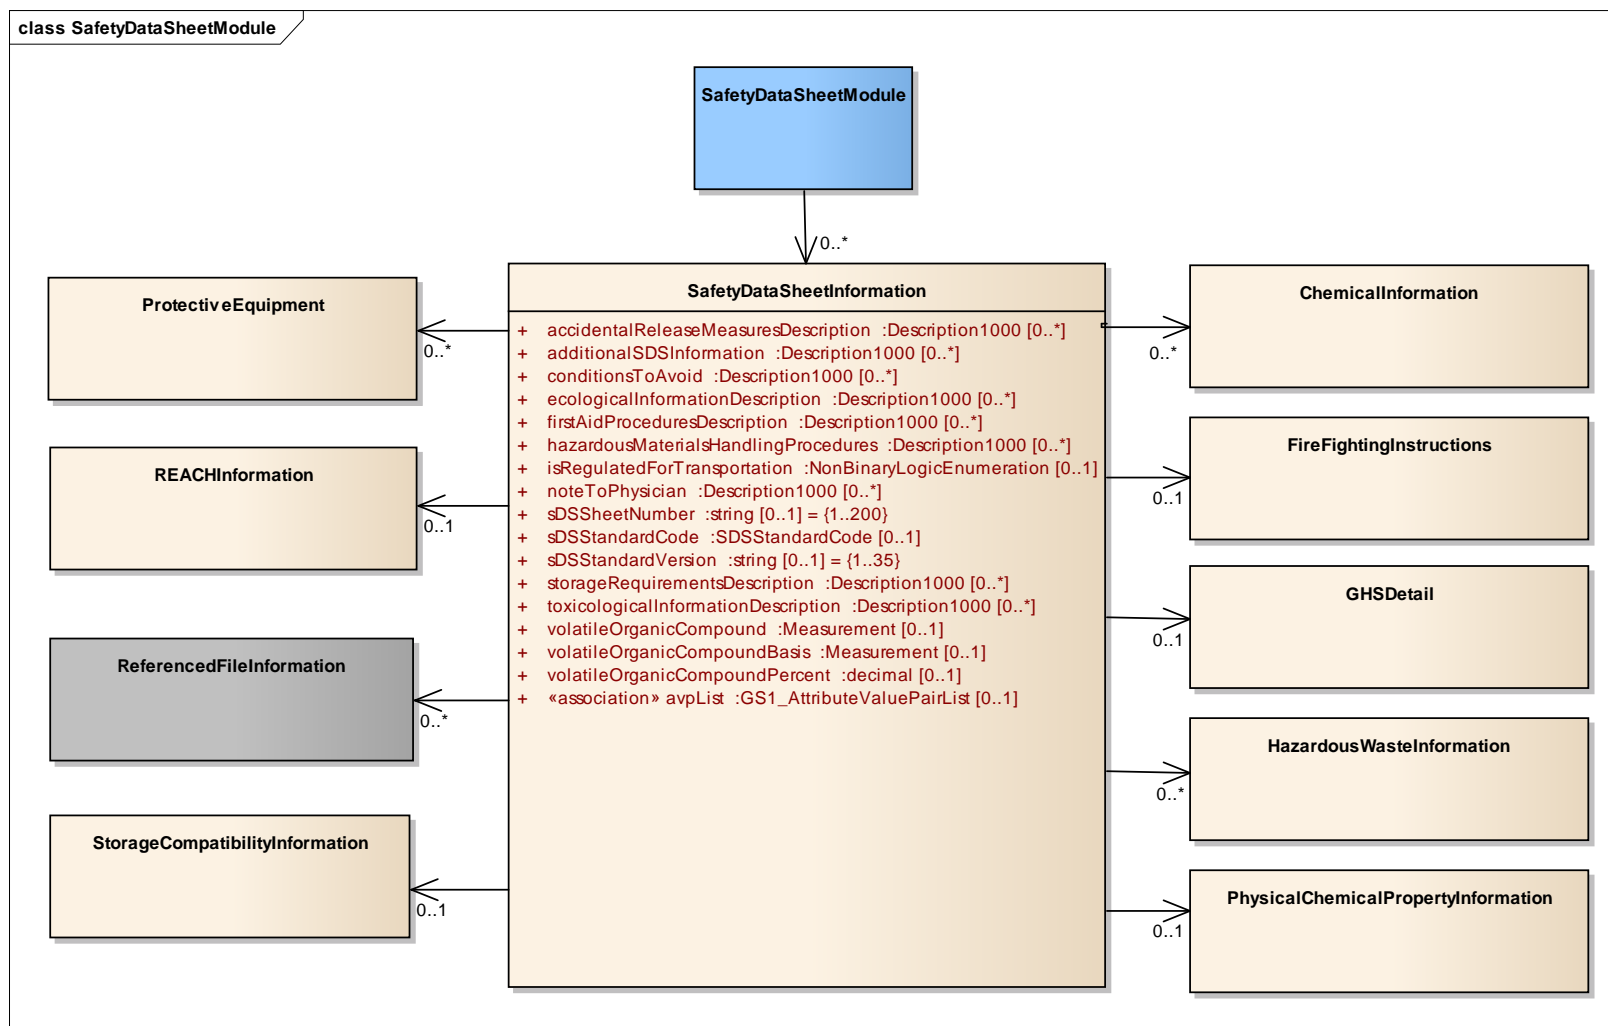 class SafetyDataSheetModule
SafetyDataSheetModule
0..*
SafetyDataSheetInformation
+ accidentalReleaseMeasuresDescription :Description1000 [0..*]
+ additionalSDSInformation :Description1000 [0..*]
+ conditionsToAvoid :Description1000 [0..*]
+ ecologicalInformationDescription :Description1000 [0..*]
+ firstAidProceduresDescription :Description1000 [0..*]
+ hazardousMaterialsHandlingProcedures :Description1000 [0..*]
+ isRegulatedForTransportation :NonBinaryLogicEnumeration [0..1]
+ noteToPhysician :Description1000 [0..*]
+ sDSSheetNumber :string [0..1] = {1..200}
+ sDSStandardCode :SDSStandardCode [0..1]
+ sDSStandardVersion :string [0..1] = {1..35}
+ storageRequirementsDescription :Description1000 [0..*]
+ toxicologicalInformationDescription :Description1000 [0..*]
+ volatileOrganicCompound :Measurement [0..1]
+ volatileOrganicCompoundBasis :Measurement [0..1]
+ volatileOrganicCompoundPercent :decimal [0..1]
+ «association» avpList :GS1_AttributeValuePairList [0..1]
ProtectiveEquipment
0..*
REACHInformation
0..1
ReferencedFileInformation
0..*
StorageCompatibilityInformation
0..1
ChemicalInformation
0..*
FireFightingInstructions
0..1
GHSDetail
0..1
HazardousWasteInformation
0..*
PhysicalChemicalPropertyInformation
0..1